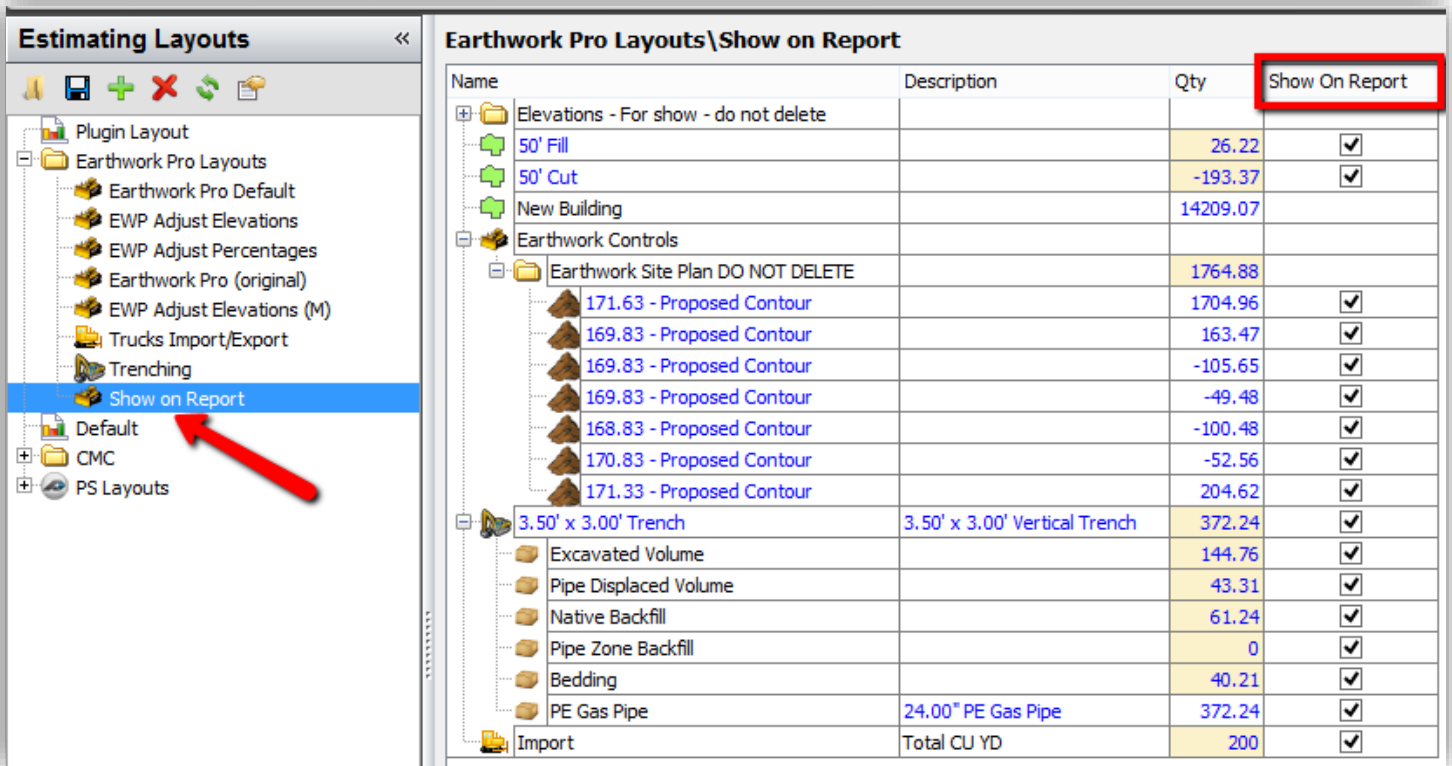 Estimating Layouts «
Plugin Layout
Earthwork Pro Layouts
Earthwork Pro Default
EWP Adjust Elevations
EWP Adjust Percentages
Earthwork Pro (original)
EWP Adjust Elevations (M)
Trucks Import/Export
Trenching
Show on Report
Default
CMC
PS Layouts
Earthwork Pro Layouts\Show on Report
Name Description Qty Show On Report
Elevations - For show - do not delete
50' Fill 26.22
50' Cut -193.37
New Building 14209.07
Earthwork Controls
Earthwork Site Plan DO NOT DELETE 1764.88
171.63 - Proposed Contour 1704.96
169.83 - Proposed Contour 163.47
169.83 - Proposed Contour -105.65
169.83 - Proposed Contour -49.48
168.83 - Proposed Contour -100.48
170.83 - Proposed Contour -52.56
171.33 - Proposed Contour 204.62
3.50' x 3.00' Trench 3.50' x 3.00' Vertical Trench 372.24
Excavated Volume 144.76
Pipe Displaced Volume 43.31
Native Backfill 61.24
Pipe Zone Backfill 0
Bedding 40.21
PE Gas Pipe 24.00" PE Gas Pipe 372.24
Import Total CU YD 200